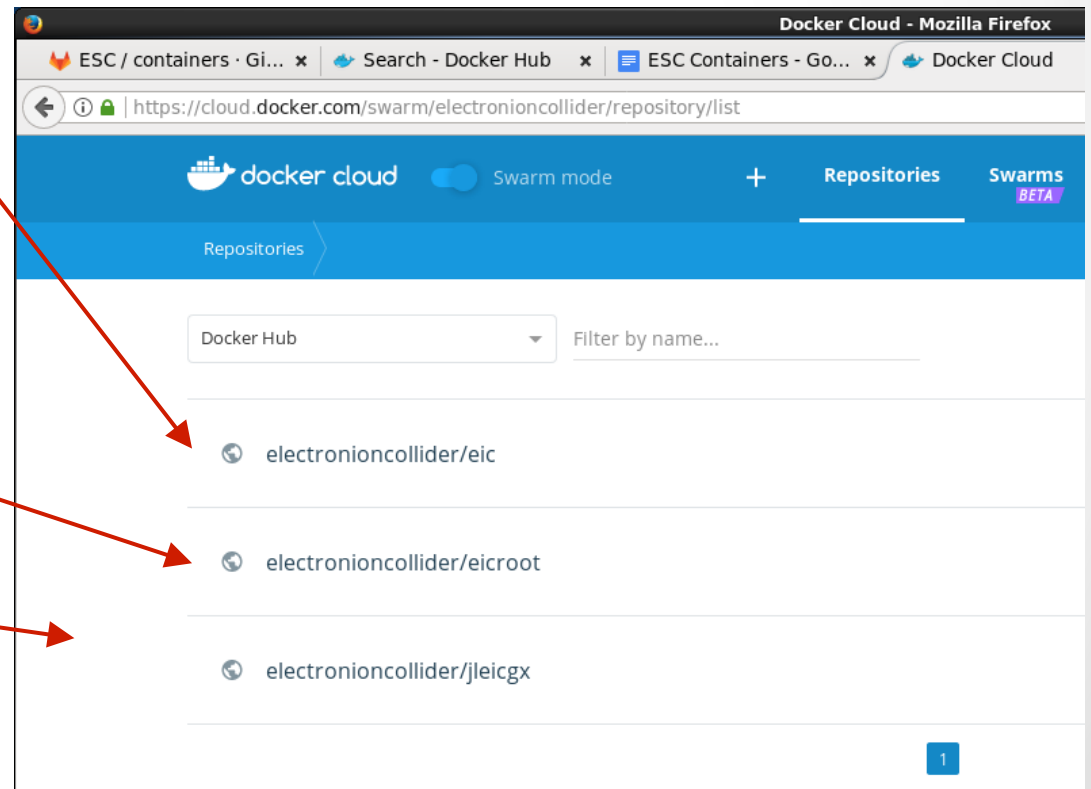 Docker Cloud - Mozilla Firefox
ESC / containers · Gi... × Search - Docker Hub × ESC Containers - Go... × Docker Cloud
https://cloud.docker.com/swarm/electronioncollider/repository/list
docker cloud Swarm mode + Repositories Swarms
BETA
Repositories
Docker Hub Filter by name...
electronioncollider/eic
electronioncollider/eicroot
electronioncollider/jleicgx
1